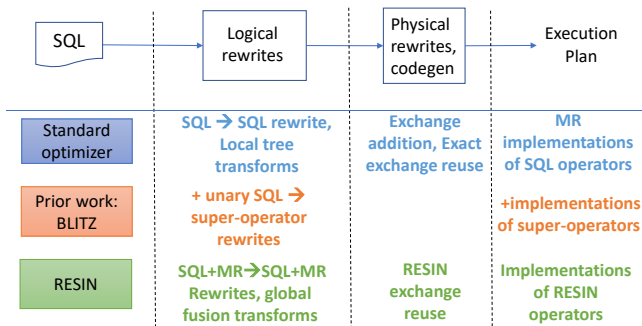 SQL
Logical
rewrites
Physical
rewrites,
codegen
Execution
Plan
Standard
optimizer
SQL → SQL rewrite,
Local tree
transforms
Exchange
addition, Exact
exchange reuse
MR
implementations
of SQL operators
Prior work:
BLITZ
+ unary SQL →
super-operator
rewrites
+implementations
of super-operators
RESIN
SQL+MR→SQL+MR
Rewrites, global
fusion transforms
RESIN
exchange
reuse
Implementations
of RESIN
operators